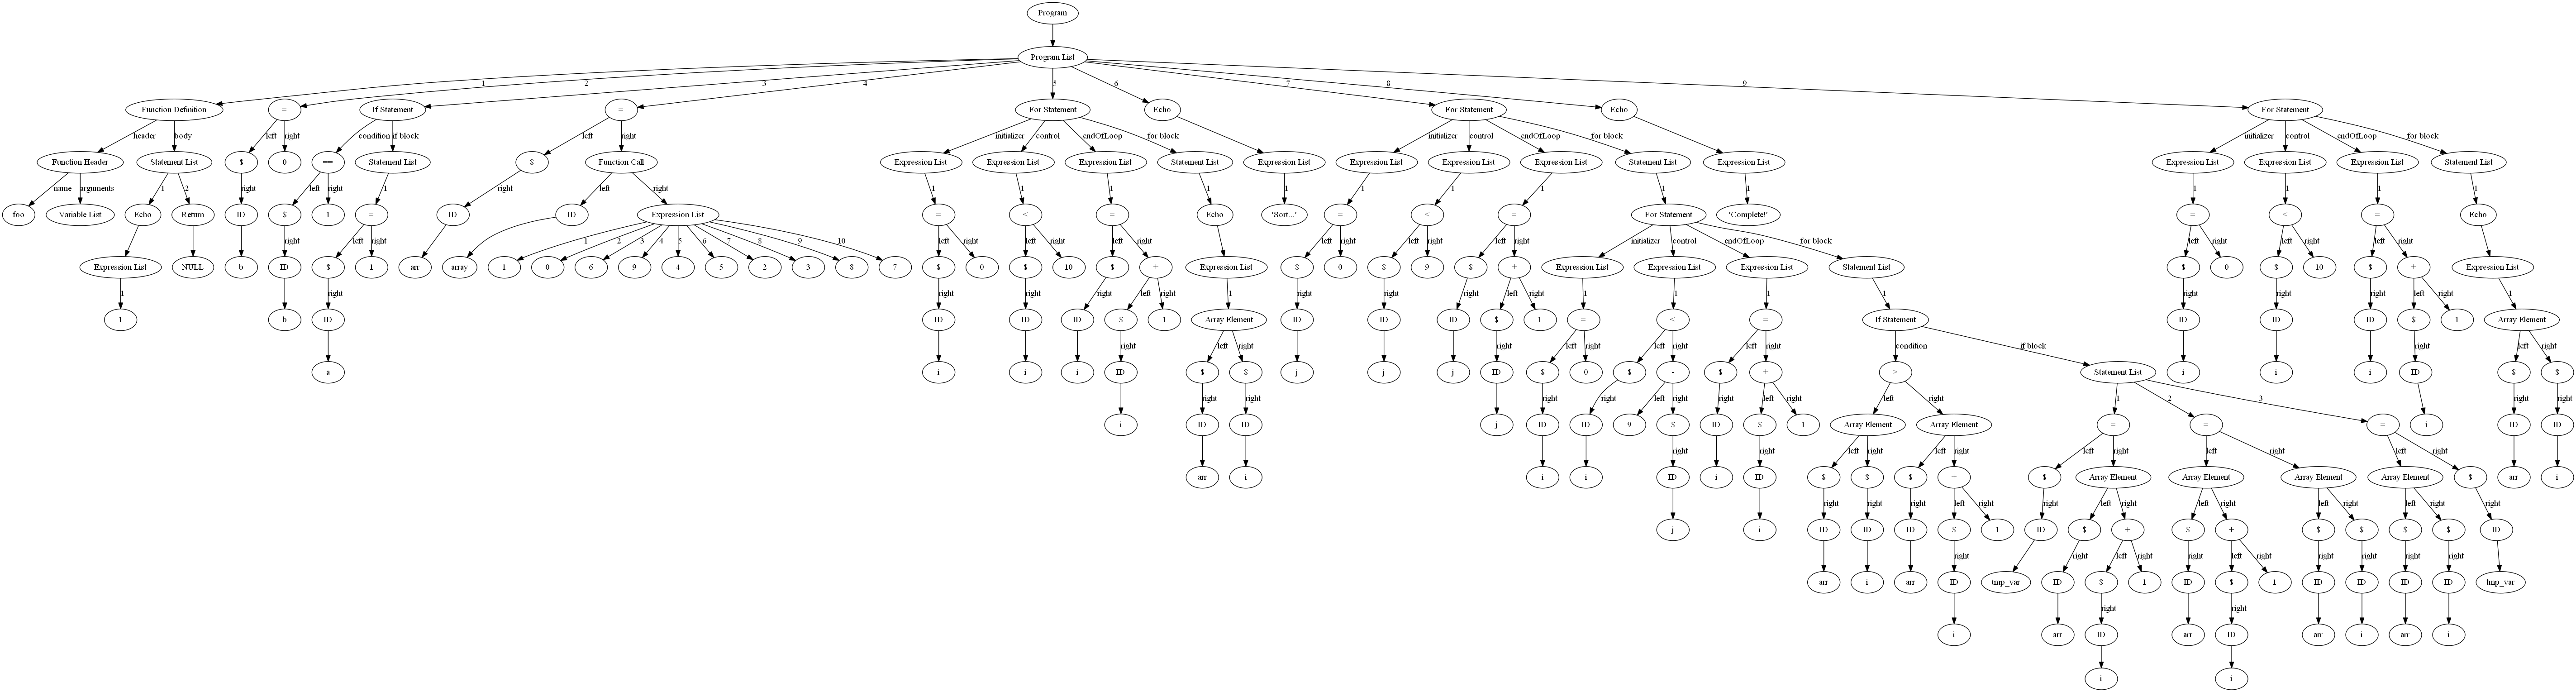 Program
Program List
1 2 3 4 5 6 7 8 9
Function Definition = If Statement = For Statement Echo For Statement Echo For Statement
header body left right condition if block left right initializer control endOfLoop for block initializer control endOfLoop for block initializer control endOfLoop for block
Function Header Statement List $ 0 == Statement List $ Function Call Expression List Expression List Expression List Statement List Expression List Expression List Expression List Expression List Statement List Expression List Expression List Expression List Expression List Statement List
name arguments 1 2 right left right 1 right left right 1 1 1 1 1 1 1 1 1 1 1 1 1 1
foo Variable List Echo Return ID $ 1 = ID ID Expression List = < = Echo 'Sort...' = < = For Statement 'Complete!' = < = Echo
right left right 1 2 3 4 5 6 7 8 9 10 left right left right left right left right left right left right initializer control endOfLoop for block left right left right left right
Expression List NULL b ID $ 1 arr array 1 0 6 9 4 5 2 3 8 7 $ 0 $ 10 $ + Expression List $ 0 $ 9 $ + Expression List Expression List Expression List Statement List $ 0 $ 10 $ + Expression List
1 right right right right left right 1 right right right left right 1 1 1 1 right right right left right 1
1 b ID ID ID ID $ 1 Array Element ID ID ID $ 1 = < = If Statement ID ID ID $ 1 Array Element
right left right right left right left right left right condition if block right left right
a i i i ID $ $ j j j ID $ 0 $ - $ + > Statement List i i i ID $ $
right right right right left right right left right left right 1 2 3 right right
i ID ID j ID ID 9 $ ID $ 1 Array Element Array Element = = = i ID ID
right right left right left right left right left right left right
arr i i i ID i ID $ $ $ + $ Array Element Array Element Array Element Array Element $ arr i
right right right left right right left right left right left right left right right
j i ID ID ID $ 1 ID $ + $ + $ $ $ $ ID
right right left right right left right right right right right
arr i arr ID tmp_var ID $ 1 ID $ 1 ID ID ID ID tmp_var
right right
i arr ID arr ID arr i arr i
i i